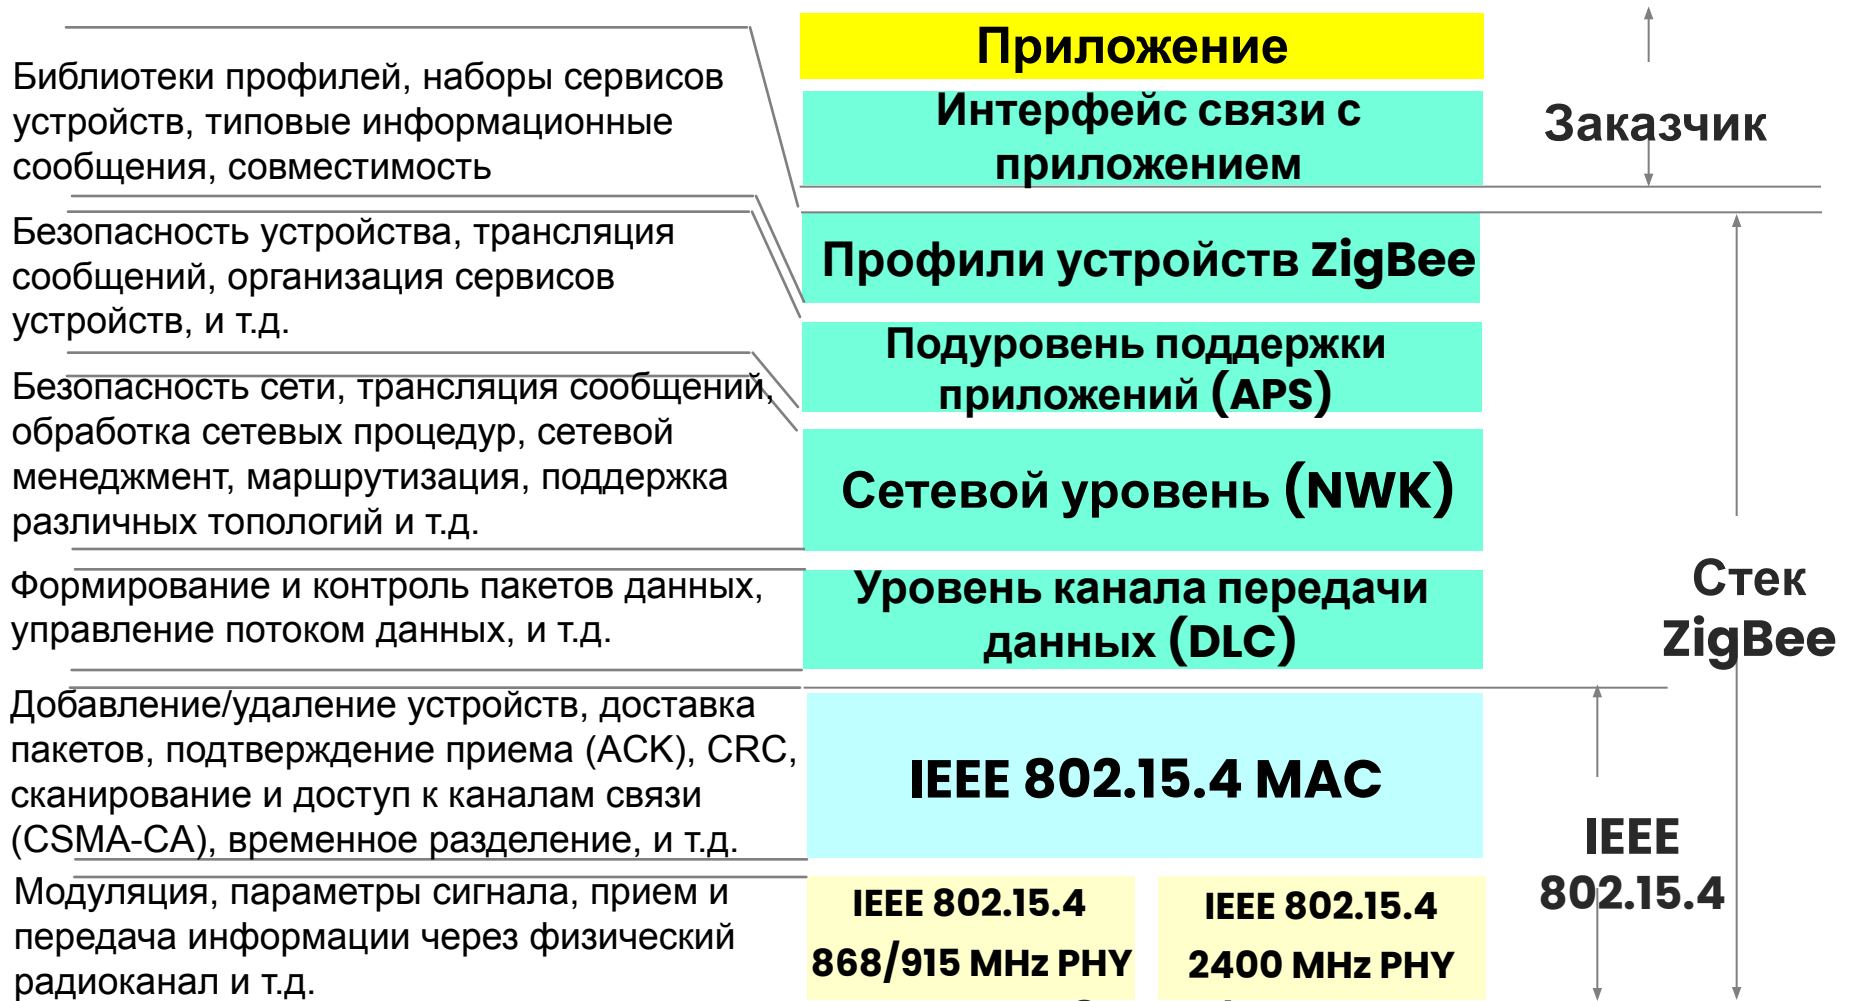 Приложение
Библиотеки профилей, наборы сервисов
устройств, типовые информационные
сообщения, совместимость
Интерфейс связи с
приложением
Заказчик
Безопасность устройства, трансляция
сообщений, организация сервисов
устройств, и т.д.
Профили устройств ZigBee
Подуровень поддержки
приложений (APS)
Безопасность сети, трансляция сообщений,
обработка сетевых процедур, сетевой
менеджмент, маршрутизация, поддержка
различных топологий и т.д.
Сетевой уровень (NWK)
Формирование и контроль пакетов данных,
управление потоком данных, и т.д.
Уровень канала передачи
данных (DLC)
Стек
ZigBee
Добавление/удаление устройств, доставка
пакетов, подтверждение приема (ACK), CRC,
сканирование и доступ к каналам связи
(CSMA-CA), временное разделение, и т.д.
IEEE 802.15.4 MAC
IEEE
802.15.4
Модуляция, параметры сигнала, прием и
передача информации через физический
радиоканал и т.д.
IEEE 802.15.4
868/915 MHz PHY
IEEE 802.15.4
2400 MHz PHY